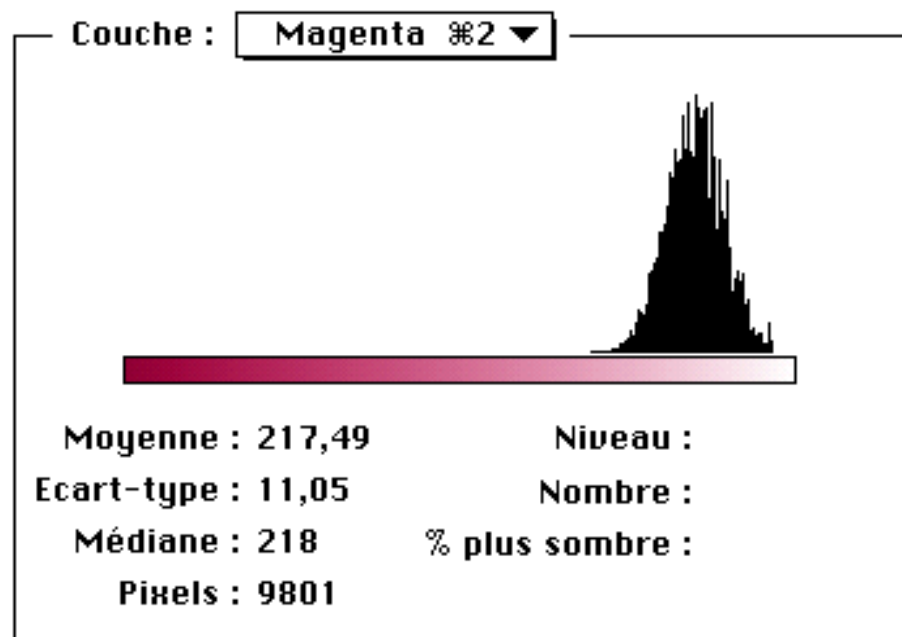 Couche : Magenta ⌘2 ▼
Moyenne : 217,49 Niveau :
Ecart-type : 11,05 Nombre :
Médiane : 218 % plus sombre :
Pixels : 9801